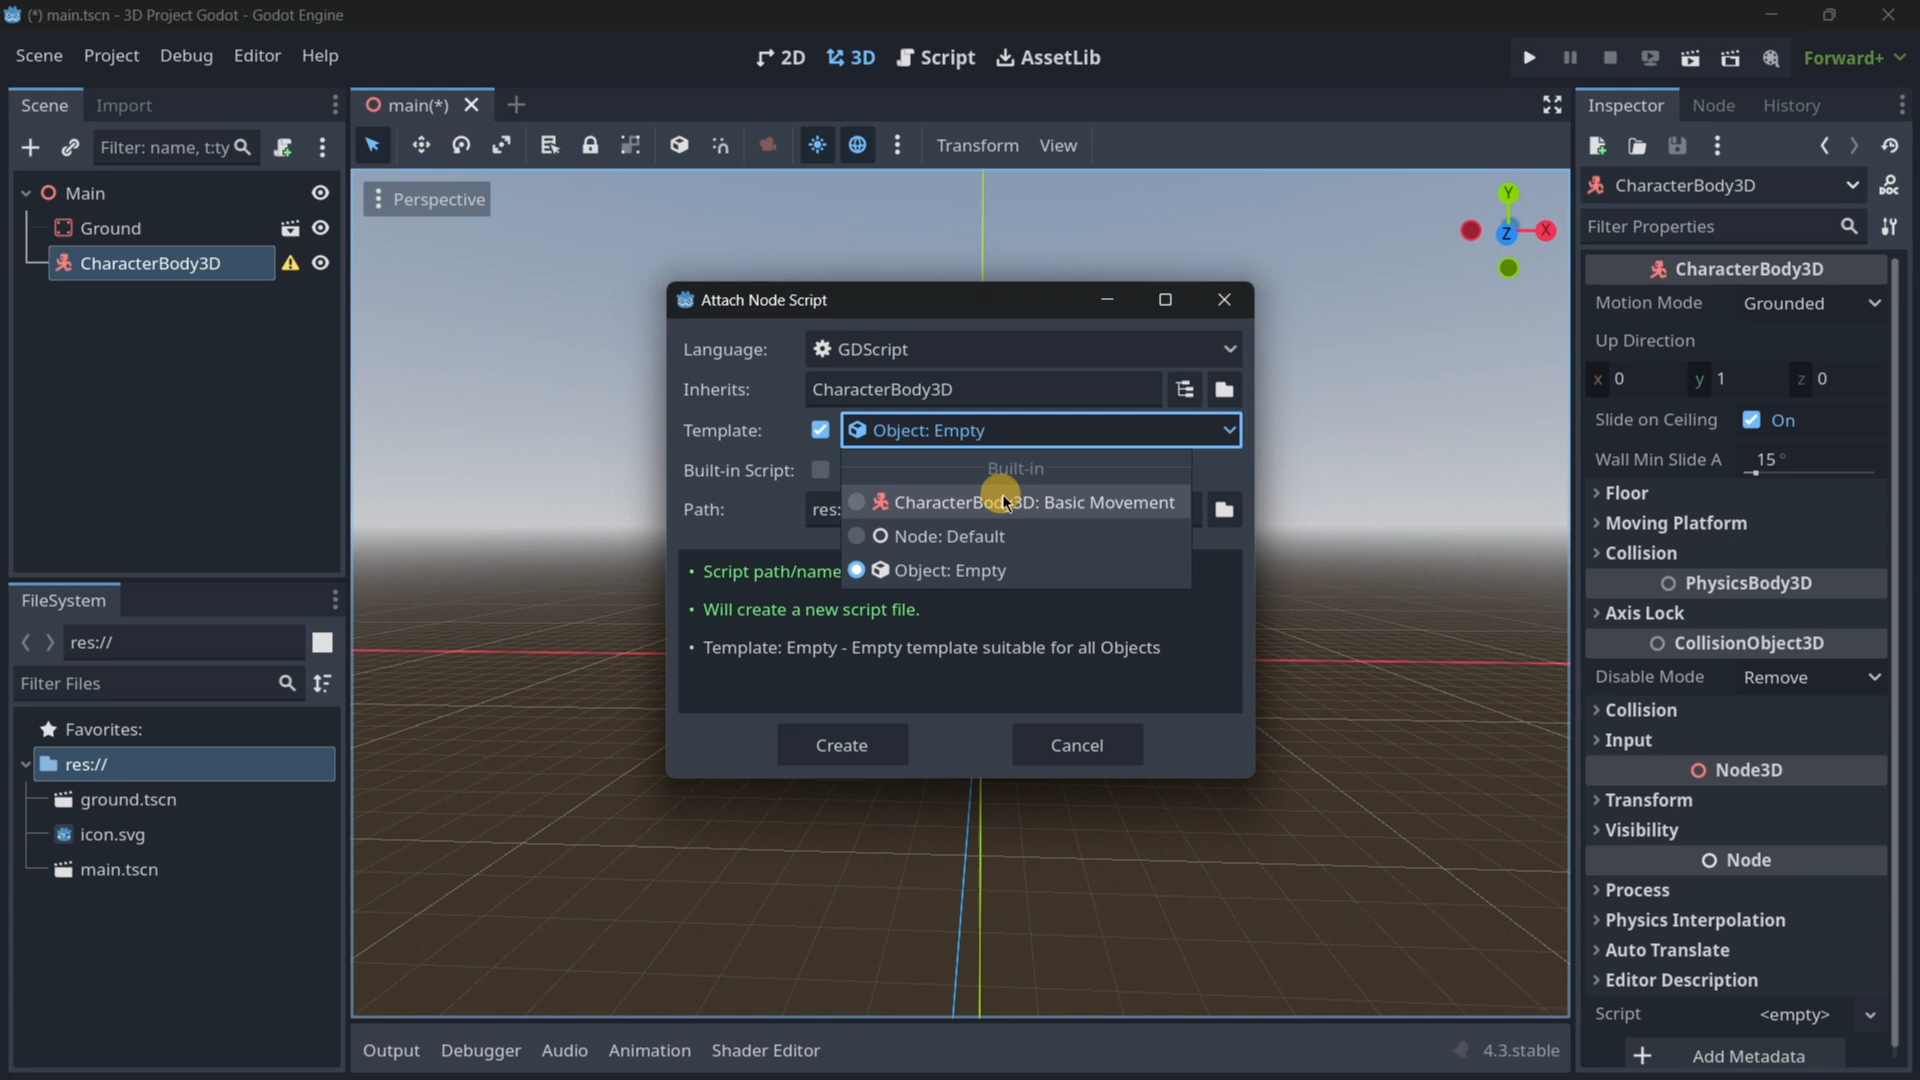 (*) main.tscn - 3D Project Godot - Godot Engine
Scene Project Debug Editor Help
2D 3D Script AssetLib
Forward+
Scene Import
Filter: name, t:ty
Main
Ground
CharacterBody3D
FileSystem
res://
Filter Files
Favorites:
res://
ground.tscn
icon.svg
main.tscn
main(*)
Transform View
Perspective
Y
X
Z
Attach Node Script
Language: GDScript
Inherits: CharacterBody3D
Template: Object: Empty
Built-in Script:
Built-in
CharacterBody3D: Basic Movement
Node: Default
Object: Empty
Path: res:
• Script path/name
• Will create a new script file.
• Template: Empty - Empty template suitable for all Objects
Create Cancel
Output Debugger Audio Animation Shader Editor
4.3.stable
Inspector Node History
CharacterBody3D
Filter Properties
CharacterBody3D
Motion Mode Grounded
Up Direction
x 0 y 1 z 0
Slide on Ceiling On
Wall Min Slide A 15 °
Floor
Moving Platform
Collision
PhysicsBody3D
Axis Lock
CollisionObject3D
Disable Mode Remove
Collision
Input
Node3D
Transform
Visibility
Node
Process
Physics Interpolation
Auto Translate
Editor Description
Script <empty>
Add Metadata